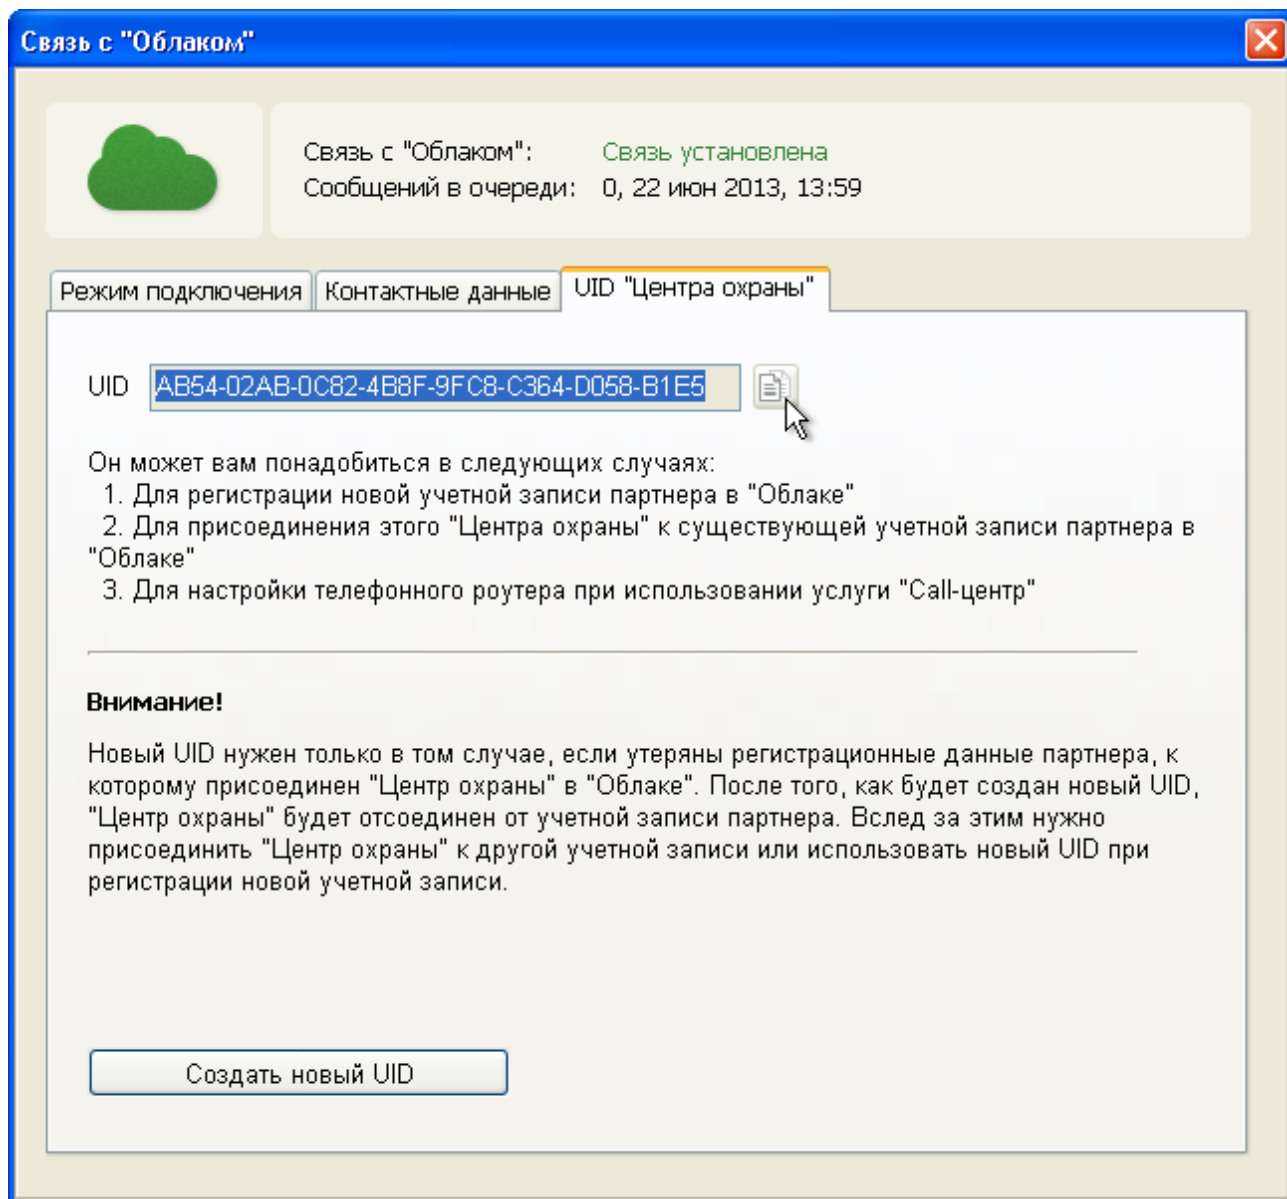 Связь с "Облаком"
Связь с "Облаком": Связь установлена
Сообщений в очереди: 0, 22 июн 2013, 13:59
Режим подключения Контактные данные UID "Центра охраны"
UID AB54-02AB-0C82-4B8F-9FC8-C364-D058-B1E5
Он может вам понадобиться в следующих случаях:
1. Для регистрации новой учетной записи партнера в "Облаке"
2. Для присоединения этого "Центра охраны" к существующей учетной записи партнера в
"Облаке"
3. Для настройки телефонного роутера при использовании услуги "Call-центр"
Внимание!
Новый UID нужен только в том случае, если утеряны регистрационные данные партнера, к
которому присоединен "Центр охраны" в "Облаке". После того, как будет создан новый UID,
"Центр охраны" будет отсоединен от учетной записи партнера. Вслед за этим нужно
присоединить "Центр охраны" к другой учетной записи или использовать новый UID при
регистрации новой учетной записи.
Создать новый UID